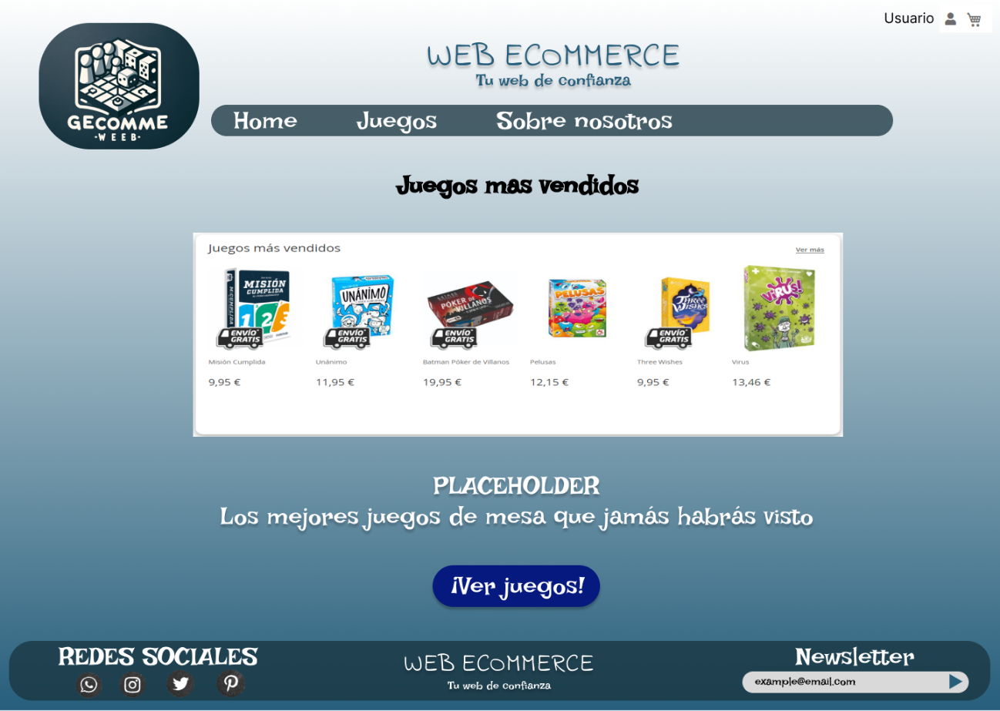 Usuario
GECOMME
·WEEB·
WEB ECOMMERCE
Tu web de confianza
Home Juegos Sobre nosotros
Juegos mas vendidos
Juegos más vendidos
Ver más
MISIÓN
CUMPLIDA
1 2 3
ENVÍO
GRATIS
UNÁNIMO
ENVÍO
GRATIS
PÓKER DE
VILLANOS
ENVÍO
GRATIS
PELUSAS
THREE
WISHES
ENVÍO
GRATIS
VIRUS!
Misión Cumplida Unánimo Batman Póker de Villanos Pelusas Three Wishes Virus
9,95 € 11,95 € 19,95 € 12,15 € 9,95 € 13,46 €
PLACEHOLDER
Los mejores juegos de mesa que jamás habrás visto
¡Ver juegos!
REDES SOCIALES
WEB ECOMMERCE
Tu web de confianza
Newsletter
example@email.com